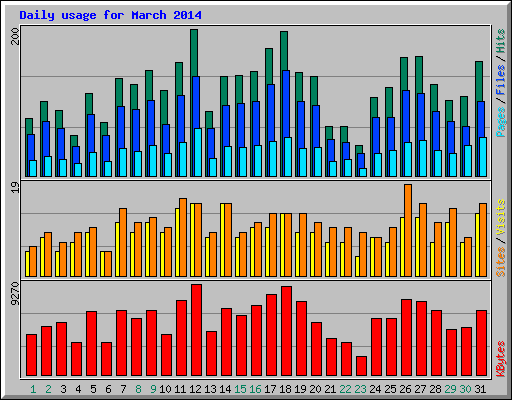 Daily usage for March 2014
200
Pages / Files / Hits
19
Sites / Visits
9270
KBytes
1 2 3 4 5 6 7 8 9 10 11 12 13 14 15 16 17 18 19 20 21 22 23 24 25 26 27 28 29 30 31